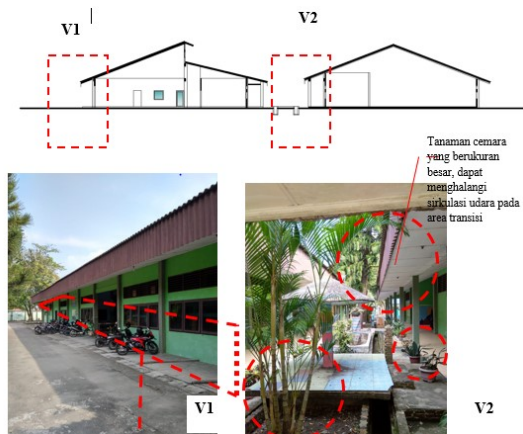 V1
V2
Tanaman cemara
yang berukuran
besar, dapat
menghalangi
sirkulasi udara pada
area transisi
V1
V2